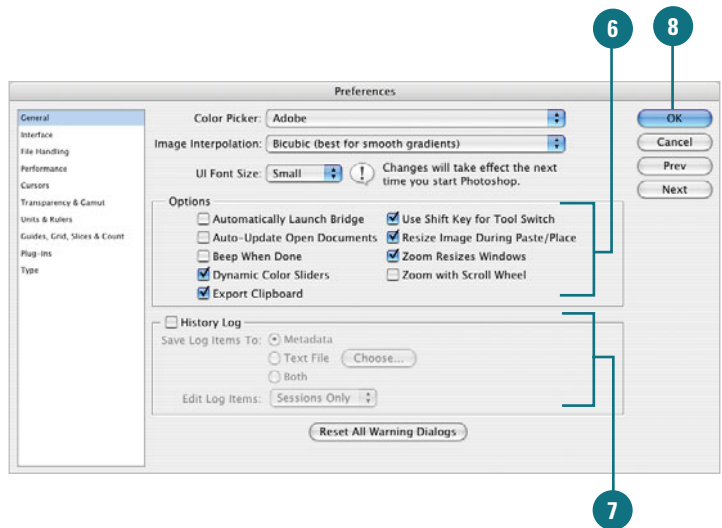 6
8
Preferences
General
Interface
File Handling
Performance
Cursors
Transparency & Gamut
Units & Rulers
Guides, Grid, Slices & Count
Plug-Ins
Type
Color Picker: Adobe
Image Interpolation: Bicubic (best for smooth gradients)
UI Font Size: Small ! Changes will take effect the next
time you start Photoshop.
Options
Automatically Launch Bridge
Auto-Update Open Documents
Beep When Done
Dynamic Color Sliders
Export Clipboard
Use Shift Key for Tool Switch
Resize Image During Paste/Place
Zoom Resizes Windows
Zoom with Scroll Wheel
History Log
Save Log Items To: Metadata
Text File Choose...
Both
Edit Log Items: Sessions Only
Reset All Warning Dialogs
OK
Cancel
Prev
Next
7